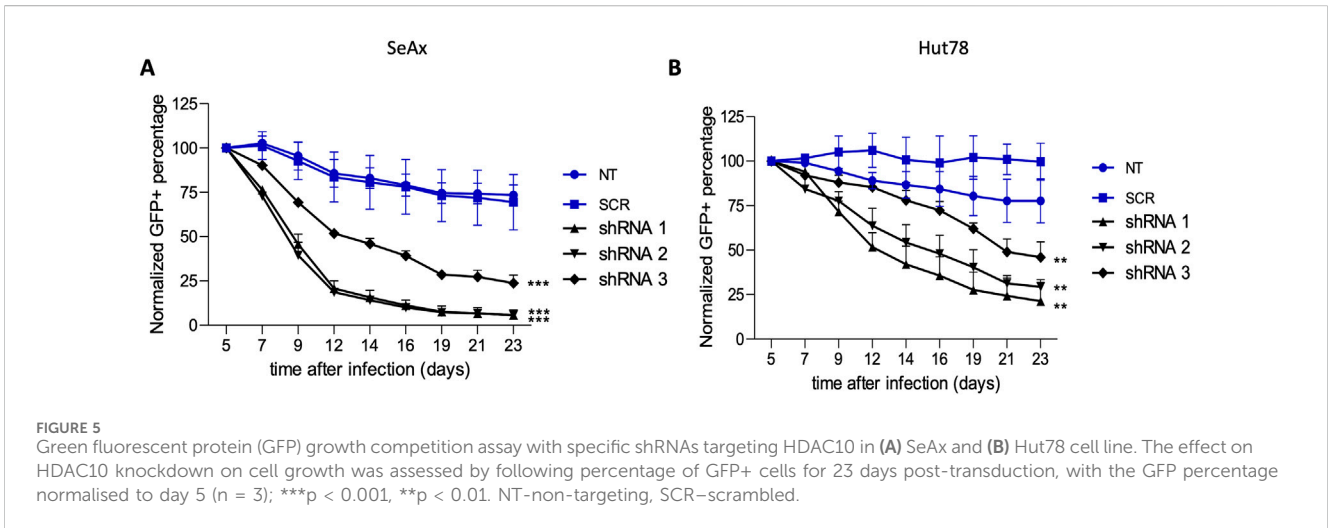 SeAx
A
Normalized GFP+ percentage
125
100
75
50
25
0
5 7 9 12 14 16 19 21 23
time after infection (days)
NT
SCR
shRNA 1
shRNA 2
shRNA 3
***
***
***
Hut78
B
Normalized GFP+ percentage
125
100
75
50
25
0
5 7 9 12 14 16 19 21 23
time after infection (days)
NT
SCR
shRNA 1
shRNA 2
shRNA 3
**
**
**
FIGURE 5
Green fluorescent protein (GFP) growth competition assay with specific shRNAs targeting HDAC10 in (A) SeAx and (B) Hut78 cell line. The effect on
HDAC10 knockdown on cell growth was assessed by following percentage of GFP+ cells for 23 days post-transduction, with the GFP percentage
normalised to day 5 (n = 3); ***p < 0.001, **p < 0.01. NT-non-targeting, SCR–scrambled.